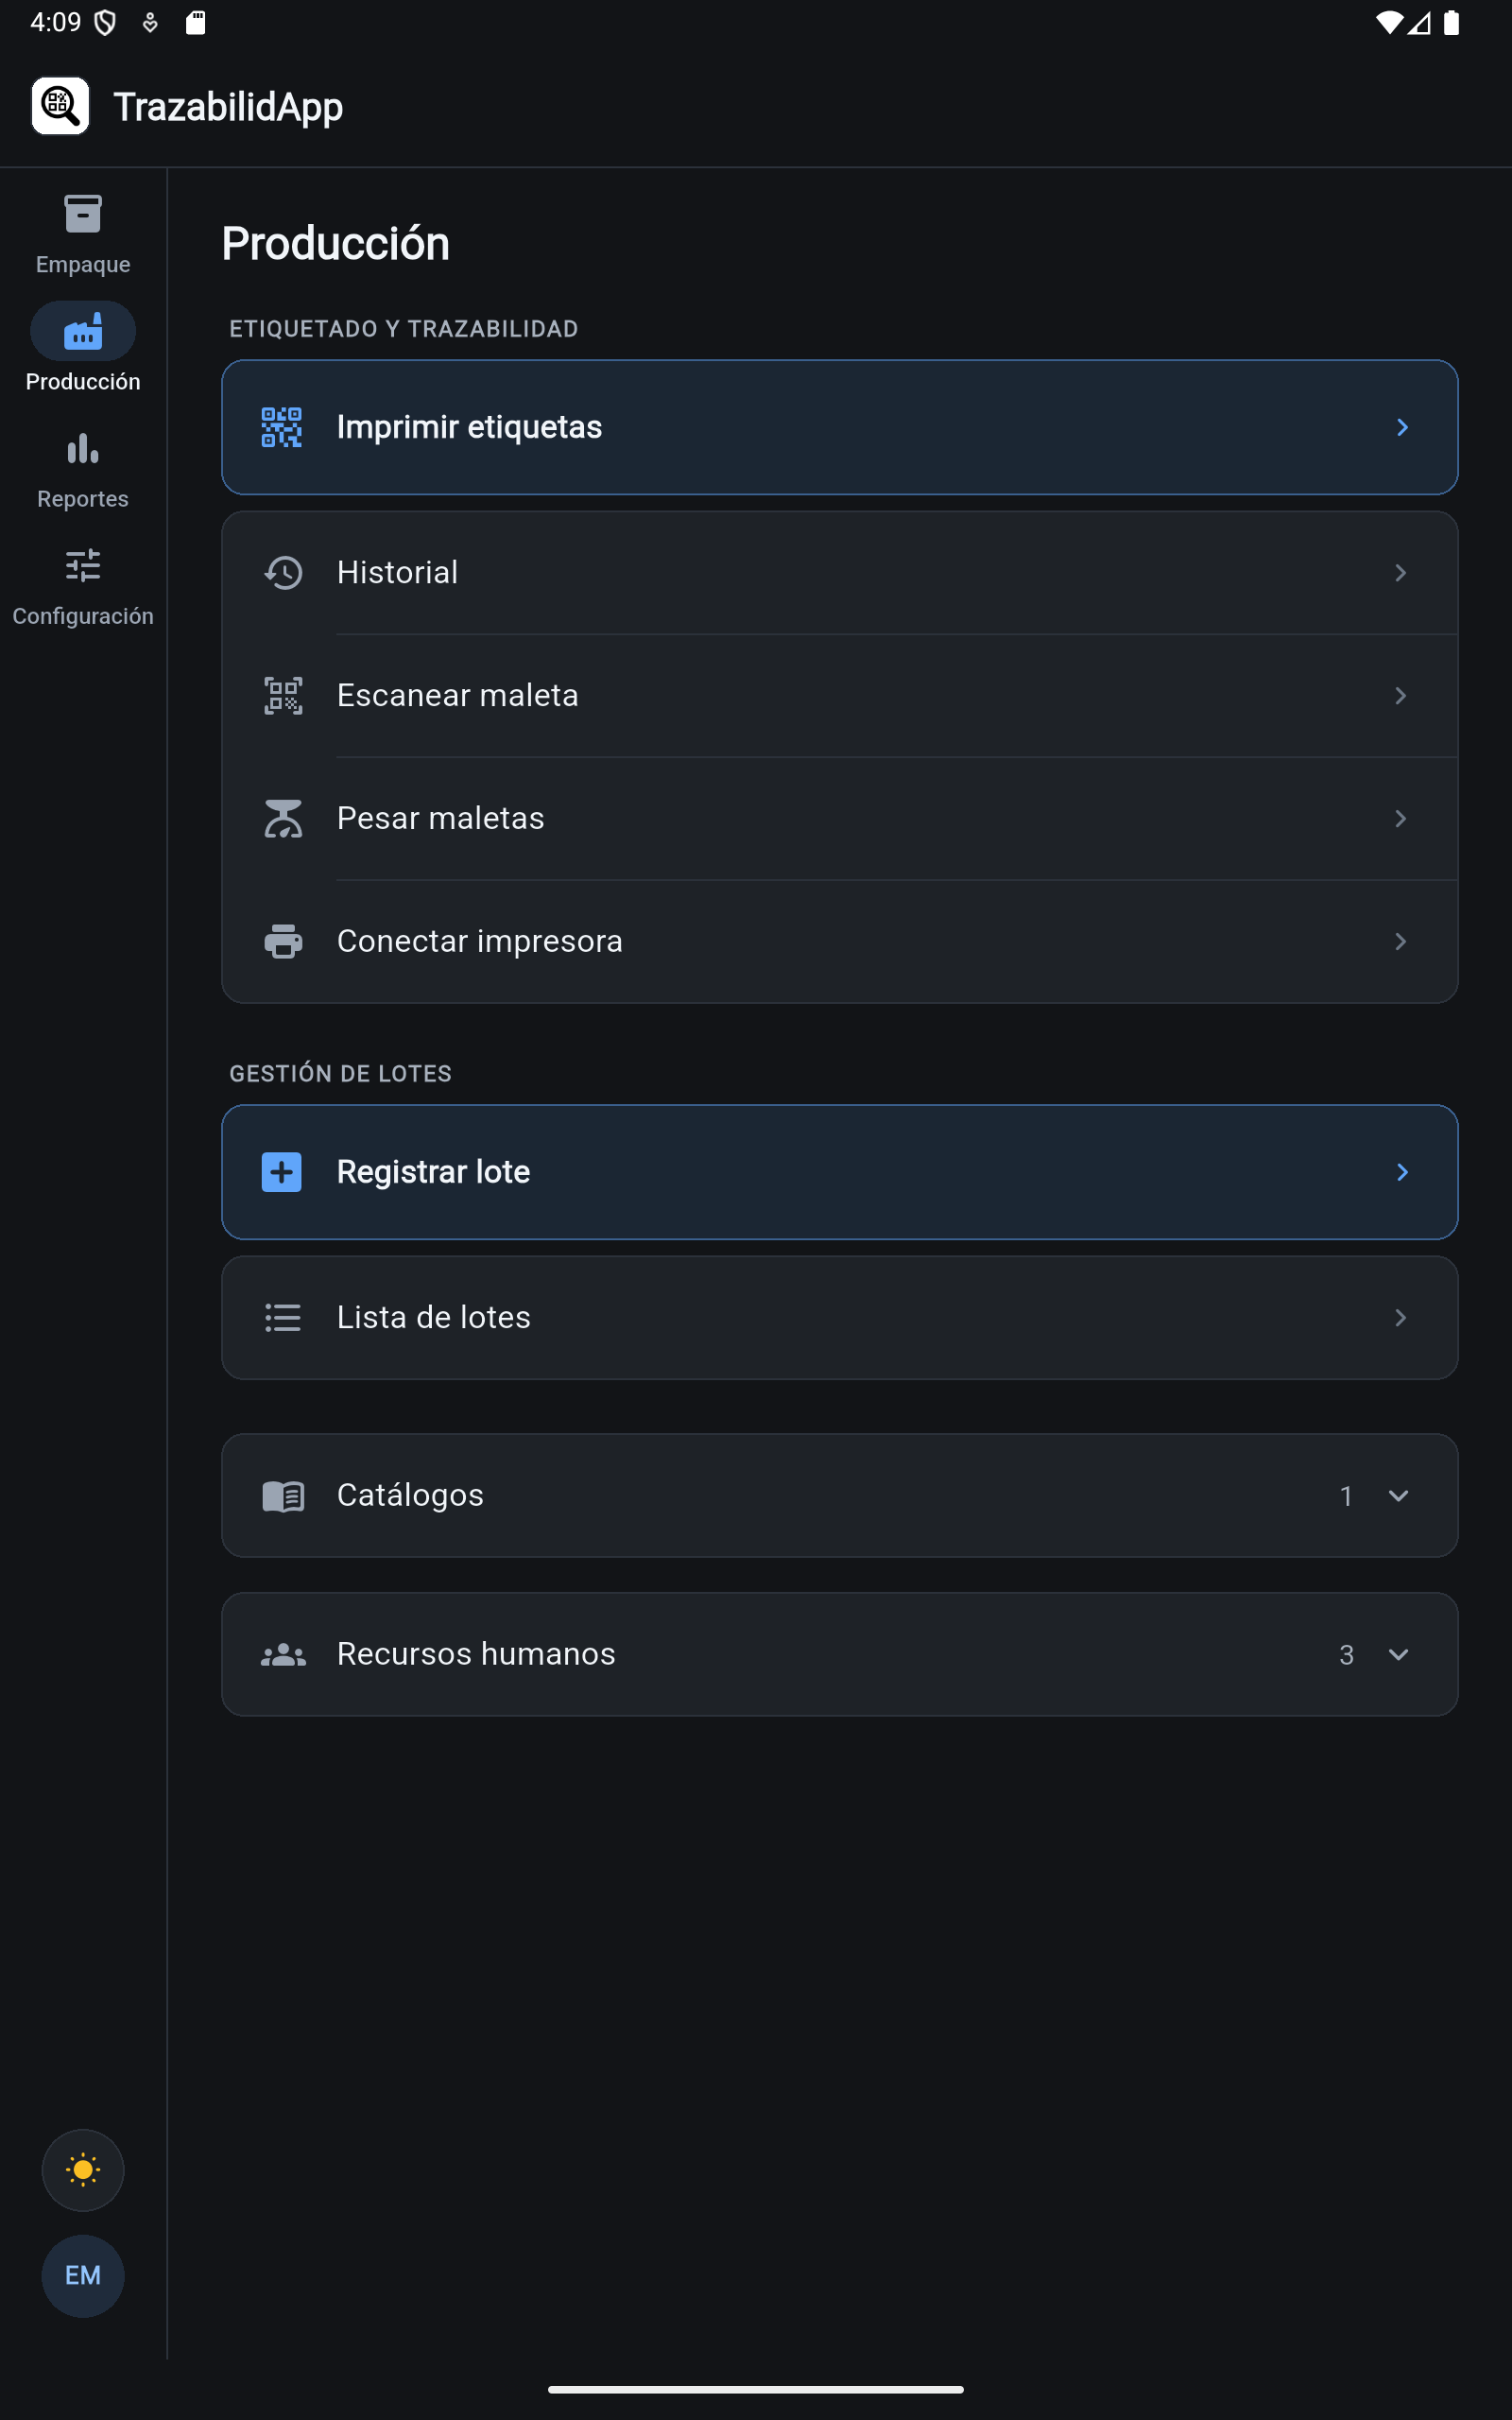 4:09
TrazabilidApp
Empaque
Producción
Reportes
Configuración
EM
Producción
ETIQUETADO Y TRAZABILIDAD
Imprimir etiquetas
Historial
Escanear maleta
Pesar maletas
Conectar impresora
GESTIÓN DE LOTES
Registrar lote
Lista de lotes
Catálogos 1
Recursos humanos 3